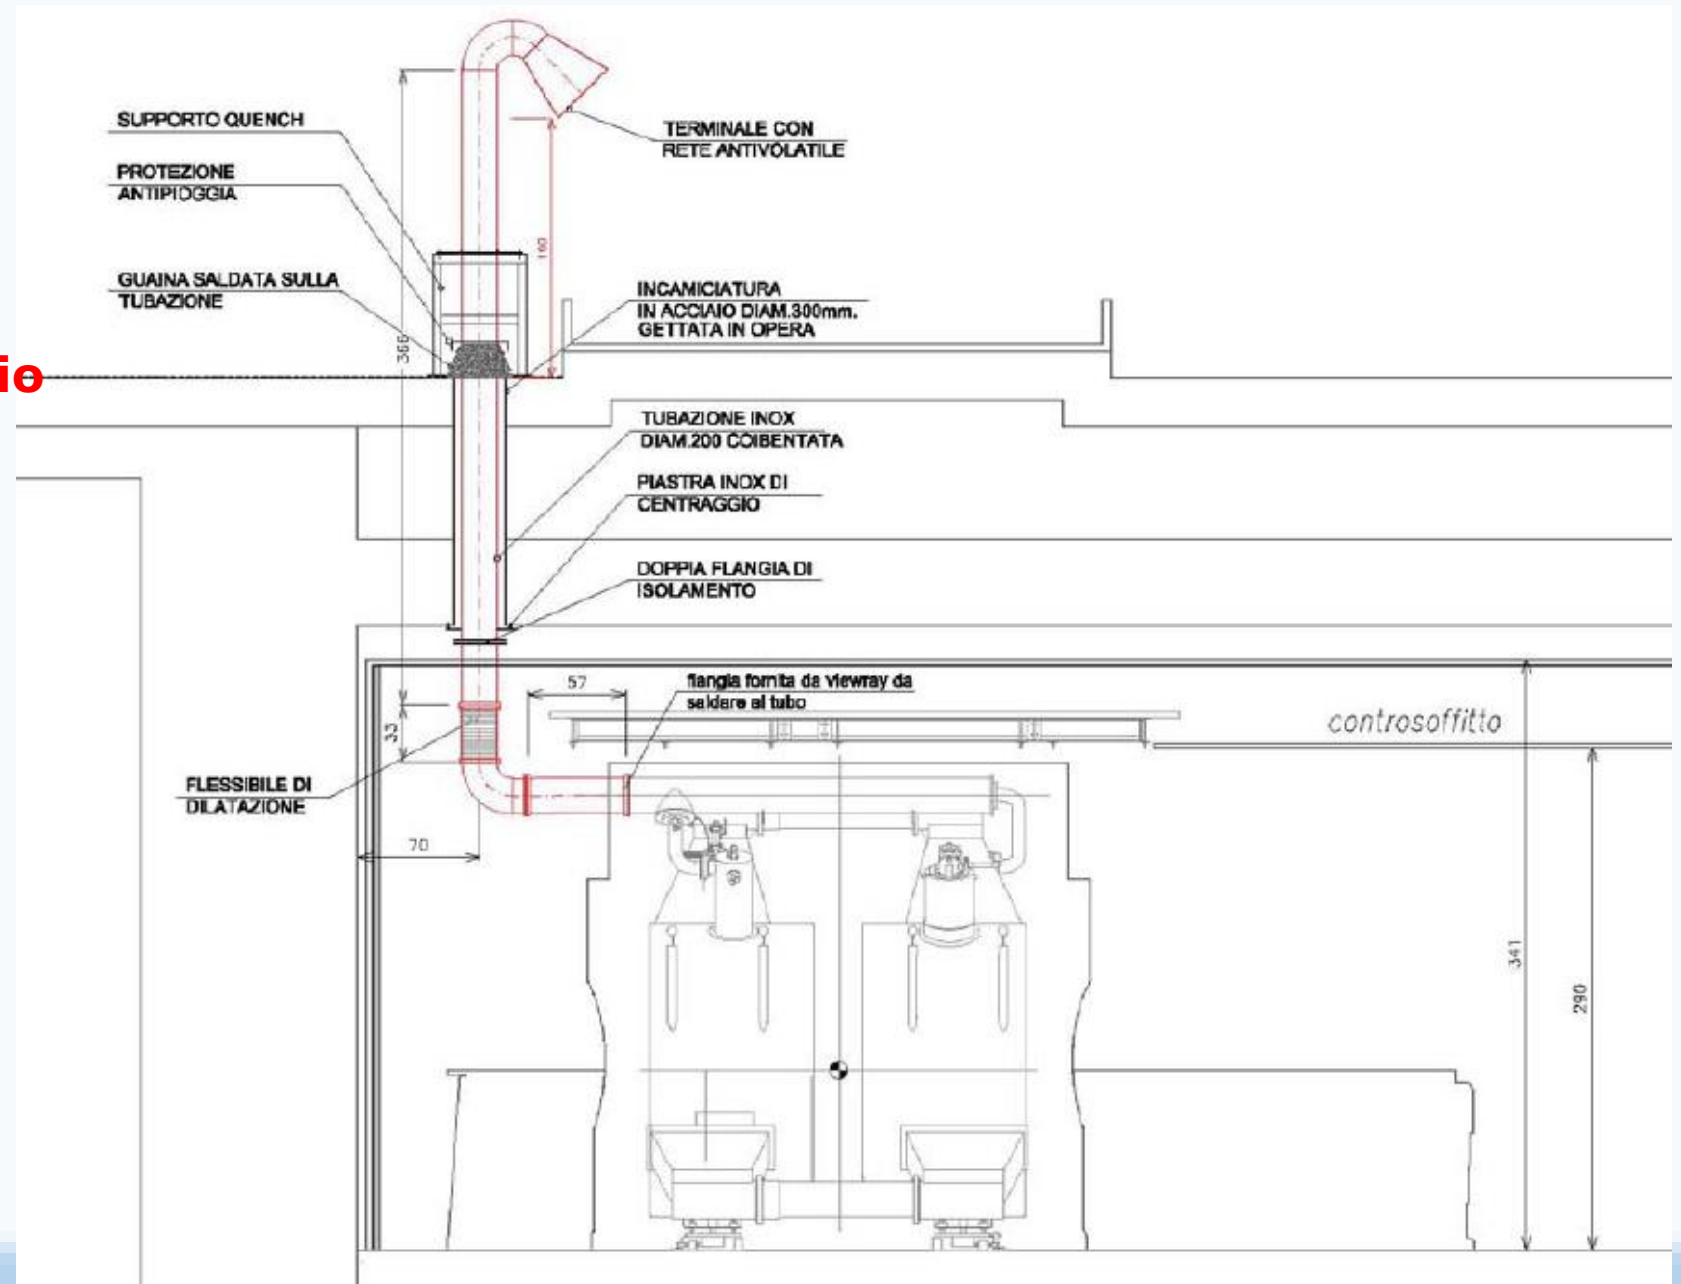 SUPPORTO QUENCH
TERMINALE CON
RETE ANTIVOLATILE
PROTEZIONE
ANTIPIOGGIA
160
GUAINA SALDATA SULLA
TUBAZIONE
INCAMICIATURA
IN ACCIAIO DIAM.300mm.
GETTATA IN OPERA
366
io
TUBAZIONE INOX
DIAM.200 COIBENTATA
PIASTRA INOX DI
CENTRAGGIO
DOPPIA FLANGIA DI
ISOLAMENTO
57
flangia fornita da viewray da
saldare al tubo
controsoffitto
33
FLESSIBILE DI
DILATAZIONE
70
341
290